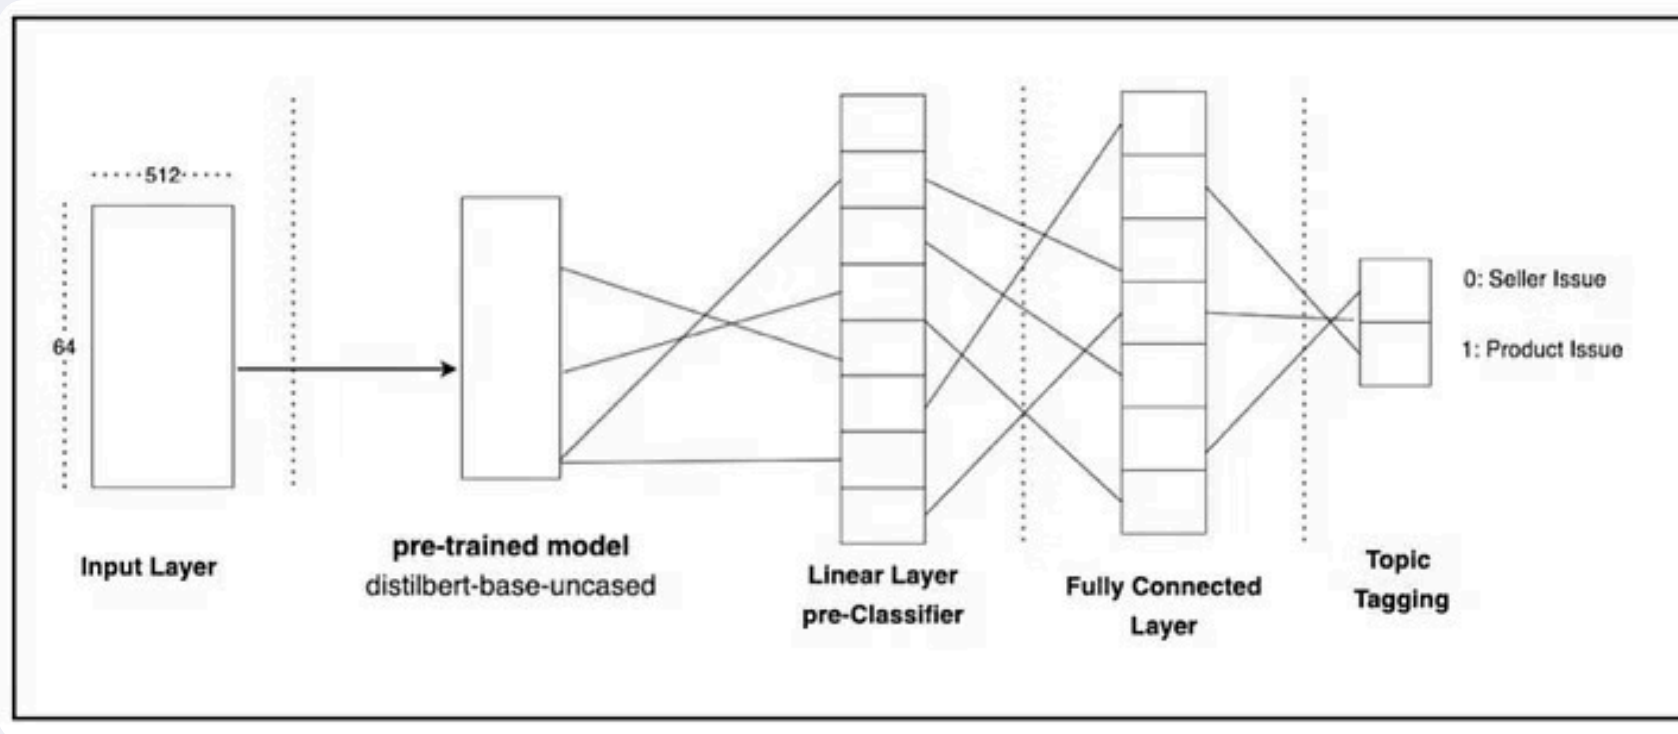 512
64
Input Layer
pre-trained model
distilbert-base-uncased
Linear Layer
pre-Classifier
Fully Connected
Layer
Topic
Tagging
0: Seller Issue
1: Product Issue